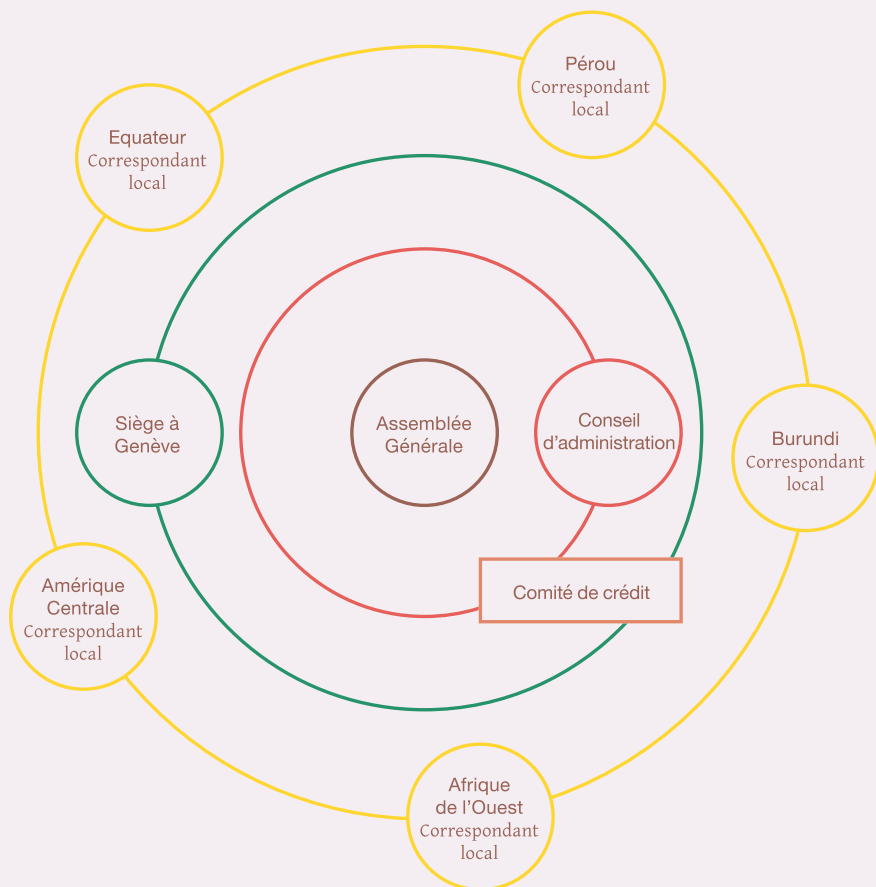 Pérou
Correspondant
local
Equateur
Correspondant
local
Siège à
Genève
Assemblée
Générale
Conseil
d’administration
Burundi
Correspondant
local
Comité de crédit
Amérique
Centrale
Correspondant
local
Afrique
de l’Ouest
Correspondant
local